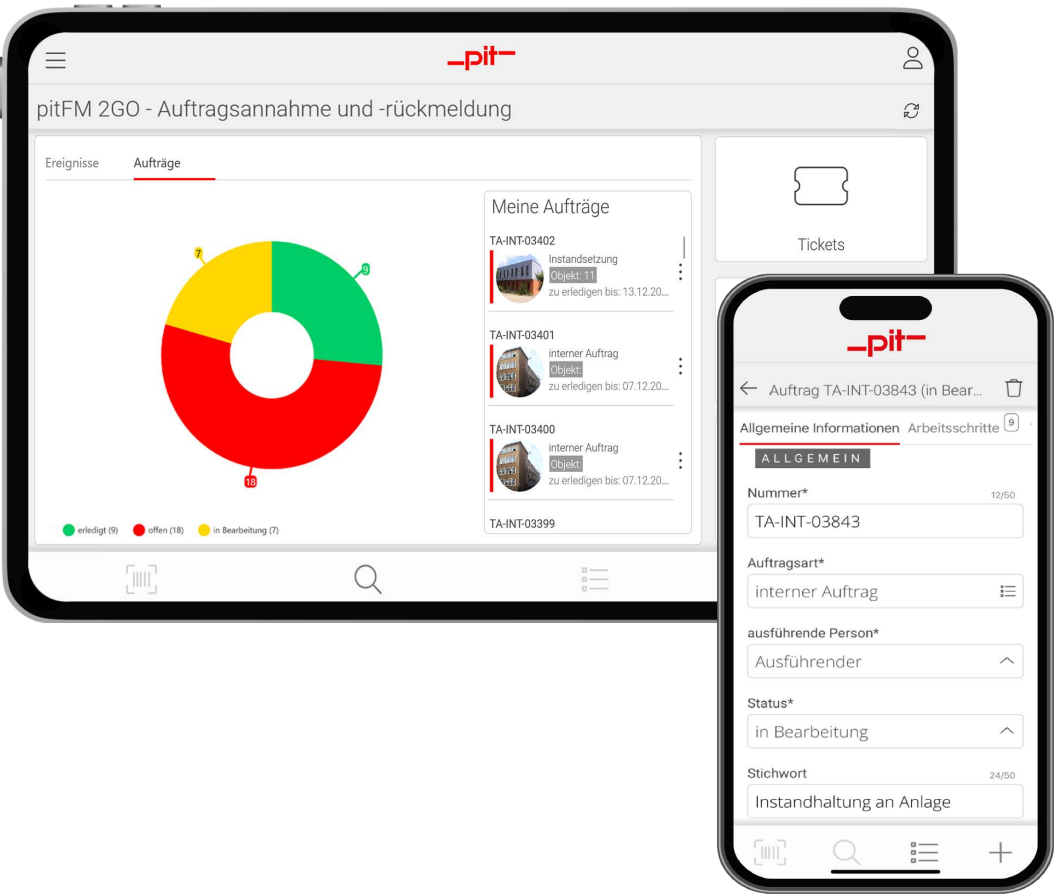 _pit—
pitFM 2GO - Auftragsannahme und -rückmeldung
Ereignisse
Aufträge
7
9
18
erledigt (9)
offen (18)
in Bearbeitung (7)
Meine Aufträge
TA-INT-03402
Instandsetzung
Objekt: 11
zu erledigen bis: 13.12.20...
TA-INT-03401
interner Auftrag
Objekt:
zu erledigen bis: 07.12.20...
TA-INT-03400
interner Auftrag
Objekt:
zu erledigen bis: 07.12.20...
TA-INT-03399
Tickets
_pit—
Auftrag TA-INT-03843 (in Bear...
Allgemeine Informationen
Arbeitsschritte 9
ALLGEMEIN
Nummer*
12/50
TA-INT-03843
Auftragsart*
interner Auftrag
ausführende Person*
Ausführender
Status*
in Bearbeitung
Stichwort
24/50
Instandhaltung an Anlage